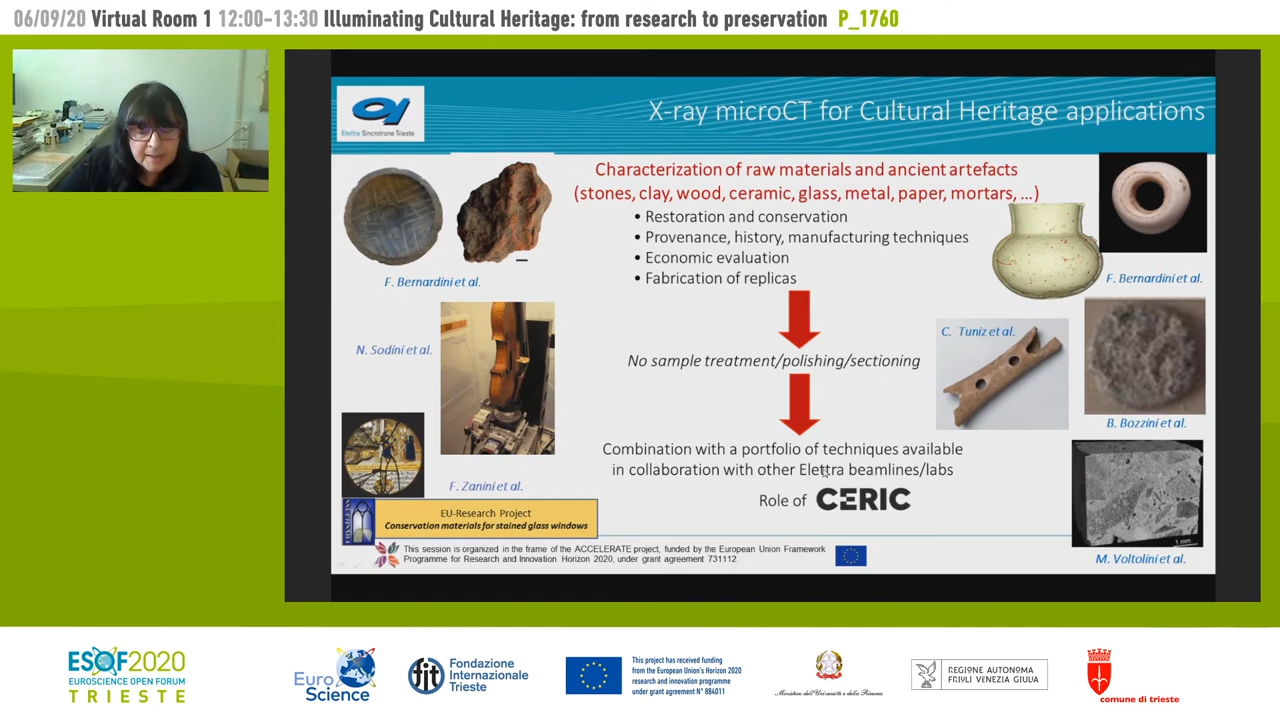 06/09/20 Virtual Room 1 12:00-13:30 Illuminating Cultural Heritage: from research to preservation P_1760
Elettra Sincrotrone Trieste
X-ray microCT for Cultural Heritage applications
Characterization of raw materials and ancient artefacts
(stones, clay, wood, ceramic, glass, metal, paper, mortars, ...)
• Restoration and conservation
• Provenance, history, manufacturing techniques
• Economic evaluation
• Fabrication of replicas
F. Bernardini et al.
F. Bernardini et al.
N. Sodini et al.
No sample treatment/polishing/sectioning
C. Tuniz et al.
B. Bozzini et al.
Combination with a portfolio of techniques available
in collaboration with other Elettra beamlines/labs
F. Zanini et al.
Role of CERIC
EU-Research Project
Conservation materials for stained glass windows
1 mm
M. Voltolini et al.
This session is organized in the frame of the ACCELERATE project, funded by the European Union Framework
Programme for Research and Innovation Horizon 2020, under grant agreement 731112.
ESOF2020
EUROSCIENCE OPEN FORUM
TRIESTE
Euro
Science
fit
Fondazione
Internazionale
Trieste
This project has received funding
from the European Union's Horizon 2020
research and innovation programme
under grant agreement N° 884011
Ministero dell'Università e della Ricerca
REGIONE AUTONOMA
FRIULI VENEZIA GIULIA
comune di trieste